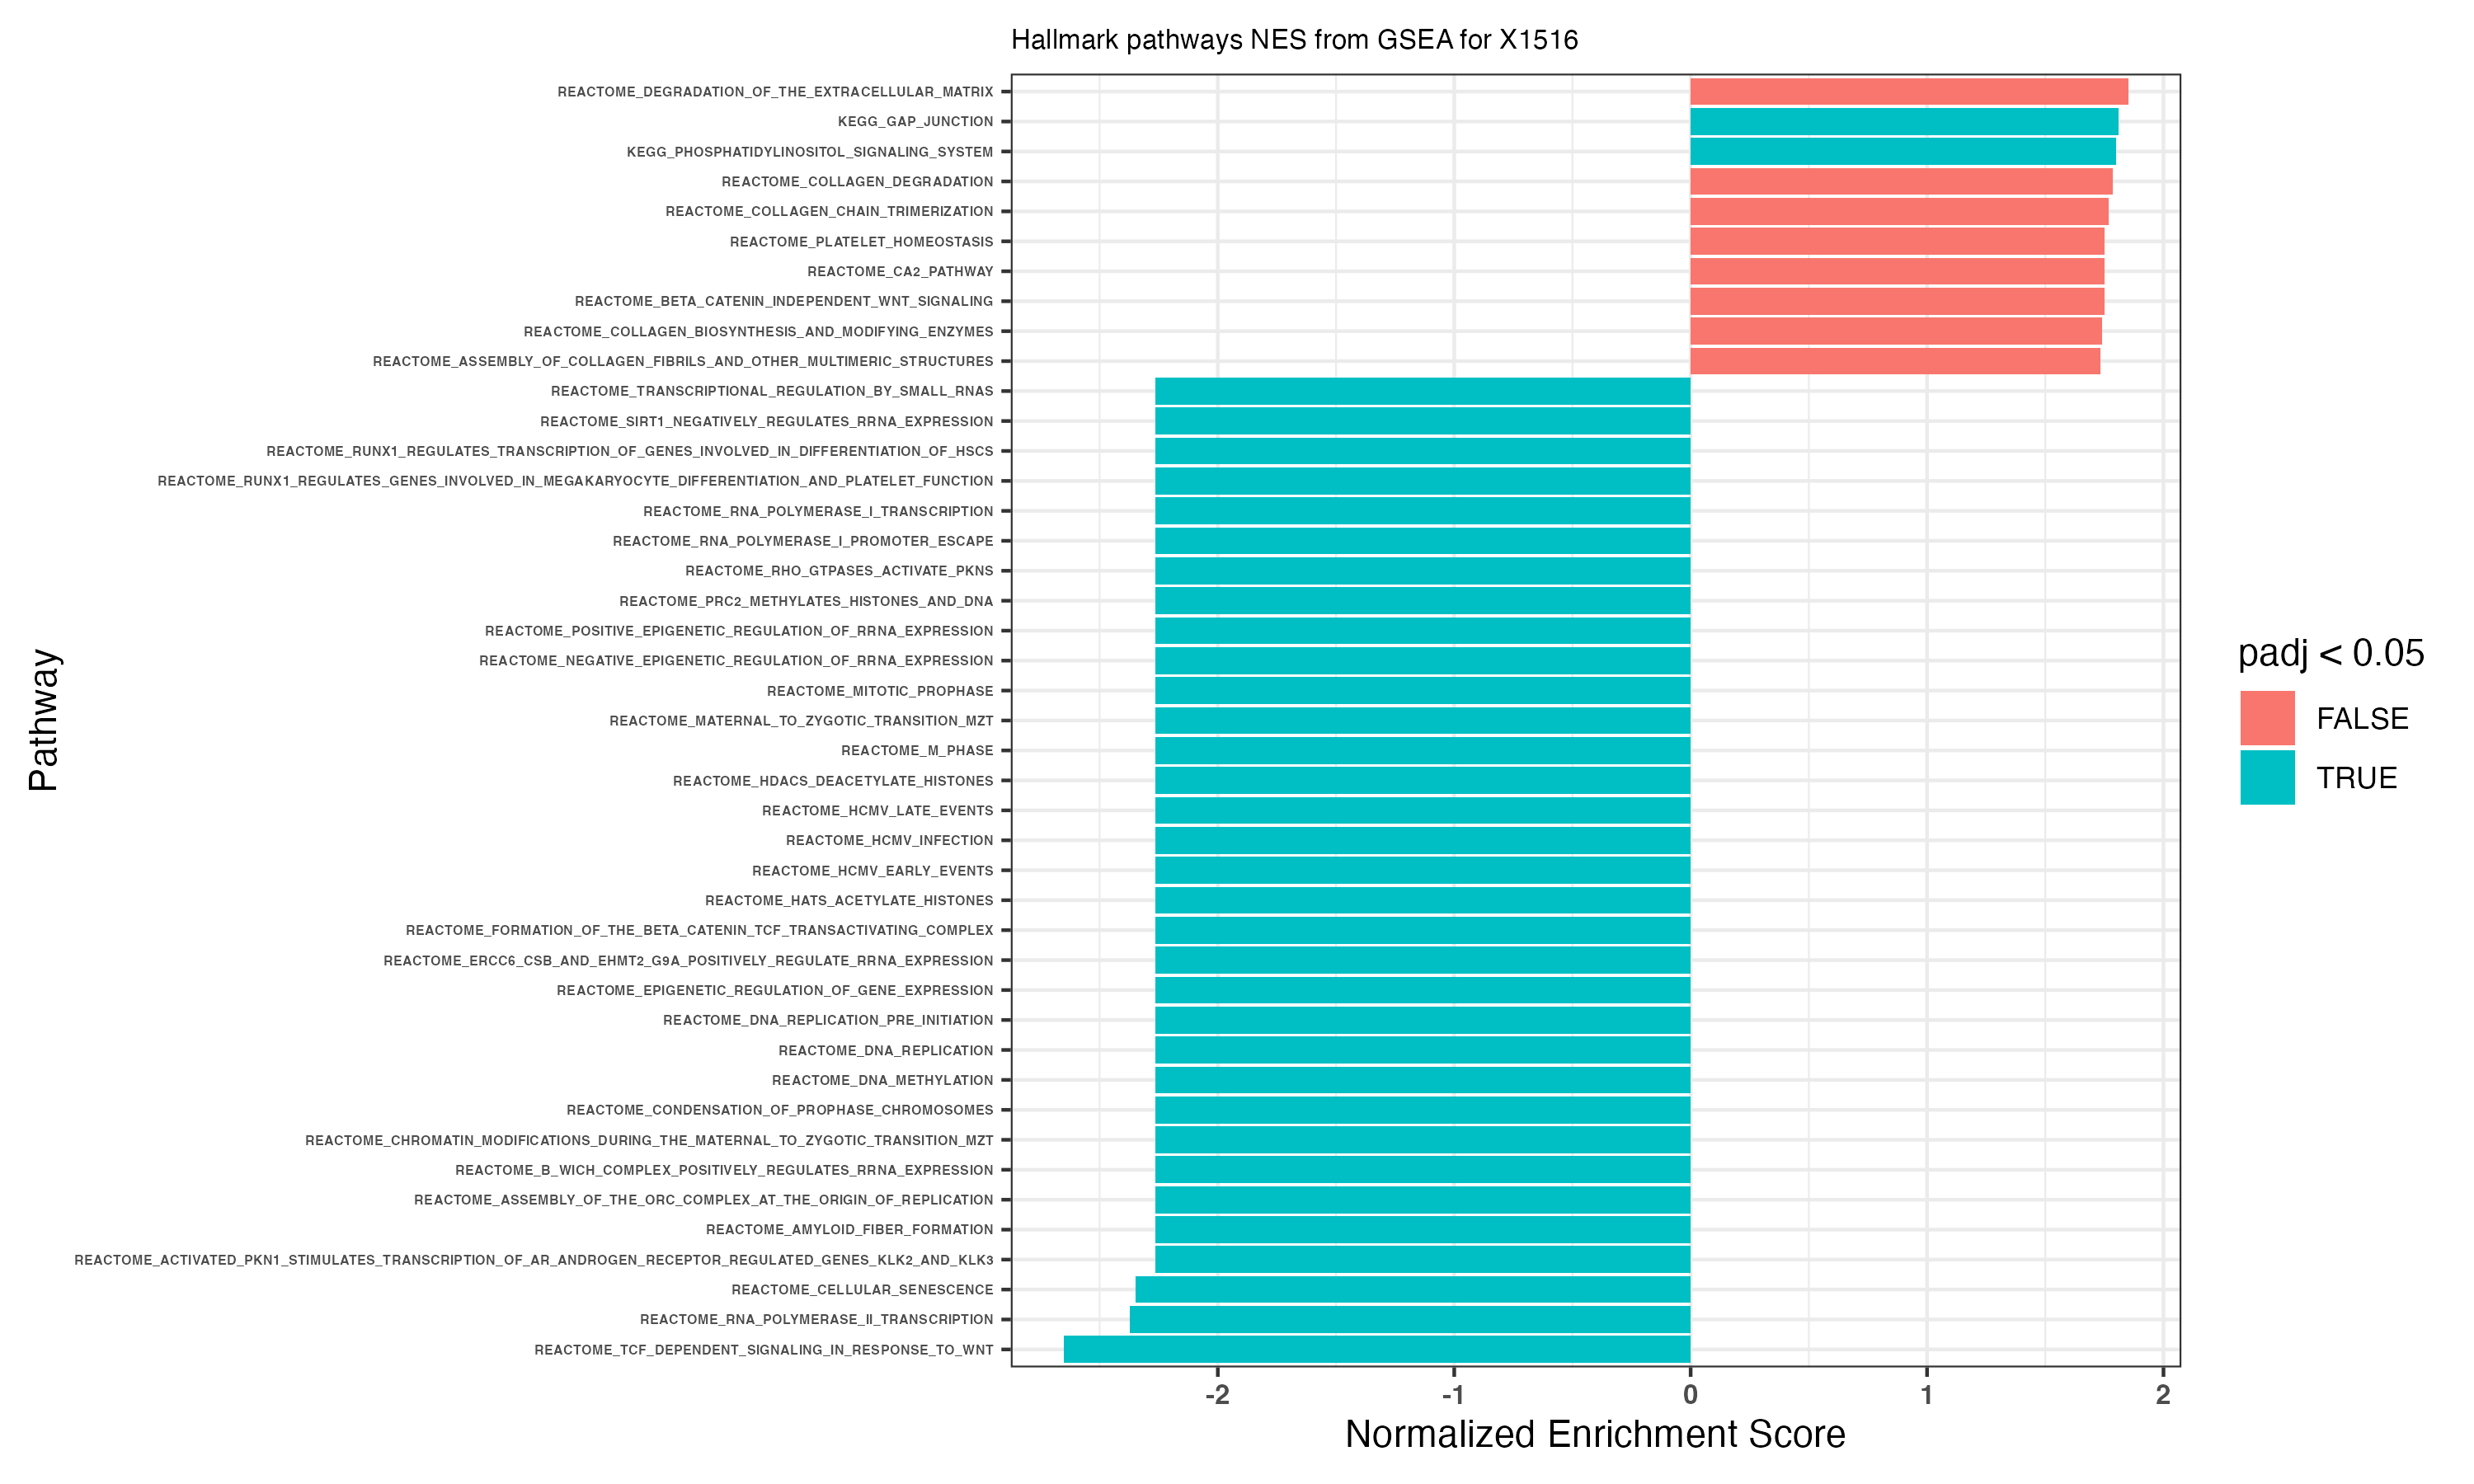 Hallmark pathways NES from GSEA for X1516
REACTOME_DEGRADATION_OF_THE_EXTRACELLULAR_MATRIX
KEGG_GAP_JUNCTION
KEGG_PHOSPHATIDYLINOSITOL_SIGNALING_SYSTEM
REACTOME_COLLAGEN_DEGRADATION
REACTOME_COLLAGEN_CHAIN_TRIMERIZATION
REACTOME_PLATELET_HOMEOSTASIS
REACTOME_CA2_PATHWAY
REACTOME_BETA_CATENIN_INDEPENDENT_WNT_SIGNALING
REACTOME_COLLAGEN_BIOSYNTHESIS_AND_MODIFYING_ENZYMES
REACTOME_ASSEMBLY_OF_COLLAGEN_FIBRILS_AND_OTHER_MULTIMERIC_STRUCTURES
REACTOME_TRANSCRIPTIONAL_REGULATION_BY_SMALL_RNAS
REACTOME_SIRT1_NEGATIVELY_REGULATES_RRNA_EXPRESSION
REACTOME_RUNX1_REGULATES_TRANSCRIPTION_OF_GENES_INVOLVED_IN_DIFFERENTIATION_OF_HSCS
REACTOME_RUNX1_REGULATES_GENES_INVOLVED_IN_MEGAKARYOCYTE_DIFFERENTIATION_AND_PLATELET_FUNCTION
REACTOME_RNA_POLYMERASE_I_TRANSCRIPTION
REACTOME_RNA_POLYMERASE_I_PROMOTER_ESCAPE
REACTOME_RHO_GTPASES_ACTIVATE_PKNS
REACTOME_PRC2_METHYLATES_HISTONES_AND_DNA
REACTOME_POSITIVE_EPIGENETIC_REGULATION_OF_RRNA_EXPRESSION
REACTOME_NEGATIVE_EPIGENETIC_REGULATION_OF_RRNA_EXPRESSION
REACTOME_MITOTIC_PROPHASE
REACTOME_MATERNAL_TO_ZYGOTIC_TRANSITION_MZT
REACTOME_M_PHASE
REACTOME_HDACS_DEACETYLATE_HISTONES
REACTOME_HCMV_LATE_EVENTS
REACTOME_HCMV_INFECTION
REACTOME_HCMV_EARLY_EVENTS
REACTOME_HATS_ACETYLATE_HISTONES
REACTOME_FORMATION_OF_THE_BETA_CATENIN_TCF_TRANSACTIVATING_COMPLEX
REACTOME_ERCC6_CSB_AND_EHMT2_G9A_POSITIVELY_REGULATE_RRNA_EXPRESSION
REACTOME_EPIGENETIC_REGULATION_OF_GENE_EXPRESSION
REACTOME_DNA_REPLICATION_PRE_INITIATION
REACTOME_DNA_REPLICATION
REACTOME_DNA_METHYLATION
REACTOME_CONDENSATION_OF_PROPHASE_CHROMOSOMES
REACTOME_CHROMATIN_MODIFICATIONS_DURING_THE_MATERNAL_TO_ZYGOTIC_TRANSITION_MZT
REACTOME_B_WICH_COMPLEX_POSITIVELY_REGULATES_RRNA_EXPRESSION
REACTOME_ASSEMBLY_OF_THE_ORC_COMPLEX_AT_THE_ORIGIN_OF_REPLICATION
REACTOME_AMYLOID_FIBER_FORMATION
REACTOME_ACTIVATED_PKN1_STIMULATES_TRANSCRIPTION_OF_AR_ANDROGEN_RECEPTOR_REGULATED_GENES_KLK2_AND_KLK3
REACTOME_CELLULAR_SENESCENCE
REACTOME_RNA_POLYMERASE_II_TRANSCRIPTION
REACTOME_TCF_DEPENDENT_SIGNALING_IN_RESPONSE_TO_WNT
Pathway
-2 -1 0 1 2
Normalized Enrichment Score
padj < 0.05
FALSE
TRUE